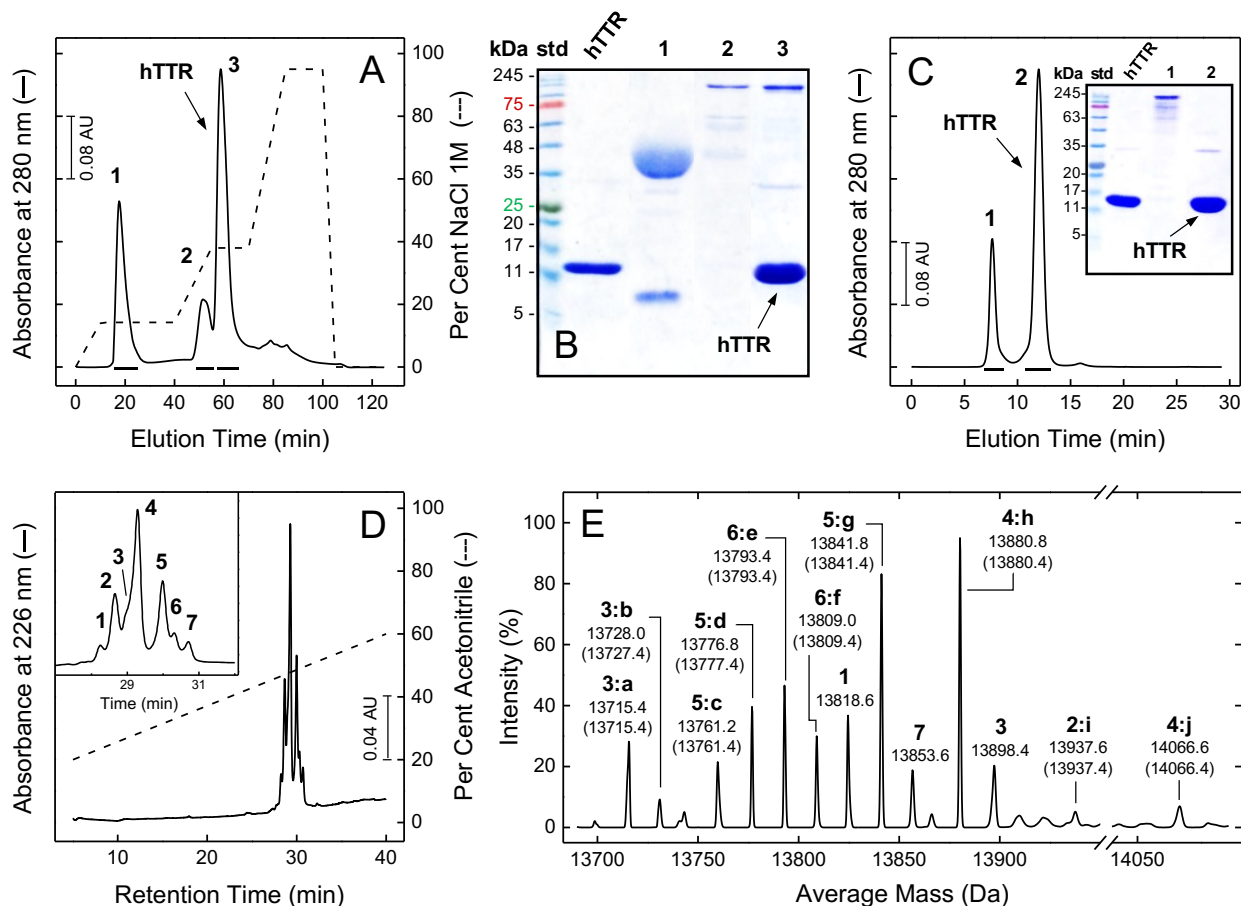 A
Absorbance at 280 nm (—)
0.08 AU
hTTR
1
2
3
100
80
60
40
20
0
Per Cent NaCl 1M (---)
0 20 40 60 80 100 120
Elution Time (min)
B
kDa std hTTR 1 2 3
245 -
75 -
63 -
48 -
35 -
25 -
20 -
17 -
11 -
5 -
hTTR
C
Absorbance at 280 nm (—)
0.08 AU
hTTR
1
2
kDa std hTTR 1 2
245
63
35
20
17
11
5
hTTR
0 5 10 15 20 25 30
Elution Time (min)
D
Absorbance at 226 nm (—)
1
2
3
4
5
6
7
29 31
Time (min)
0.04 AU
100
80
60
40
20
0
Per Cent Acetonitrile (---)
10 20 30 40
Retention Time (min)
E
Intensity (%)
100
80
60
40
20
0
3:a
13715.4
(13715.4)
3:b
13728.0
(13727.4)
5:c
13761.2
(13761.4)
5:d
13776.8
(13777.4)
6:e
13793.4
(13793.4)
6:f
13809.0
(13809.4)
1
13818.6
5:g
13841.8
(13841.4)
7
13853.6
4:h
13880.8
(13880.4)
3
13898.4
2:i
13937.6
(13937.4)
4:j
14066.6
(14066.4)
13700 13750 13800 13850 13900 14050
Average Mass (Da)